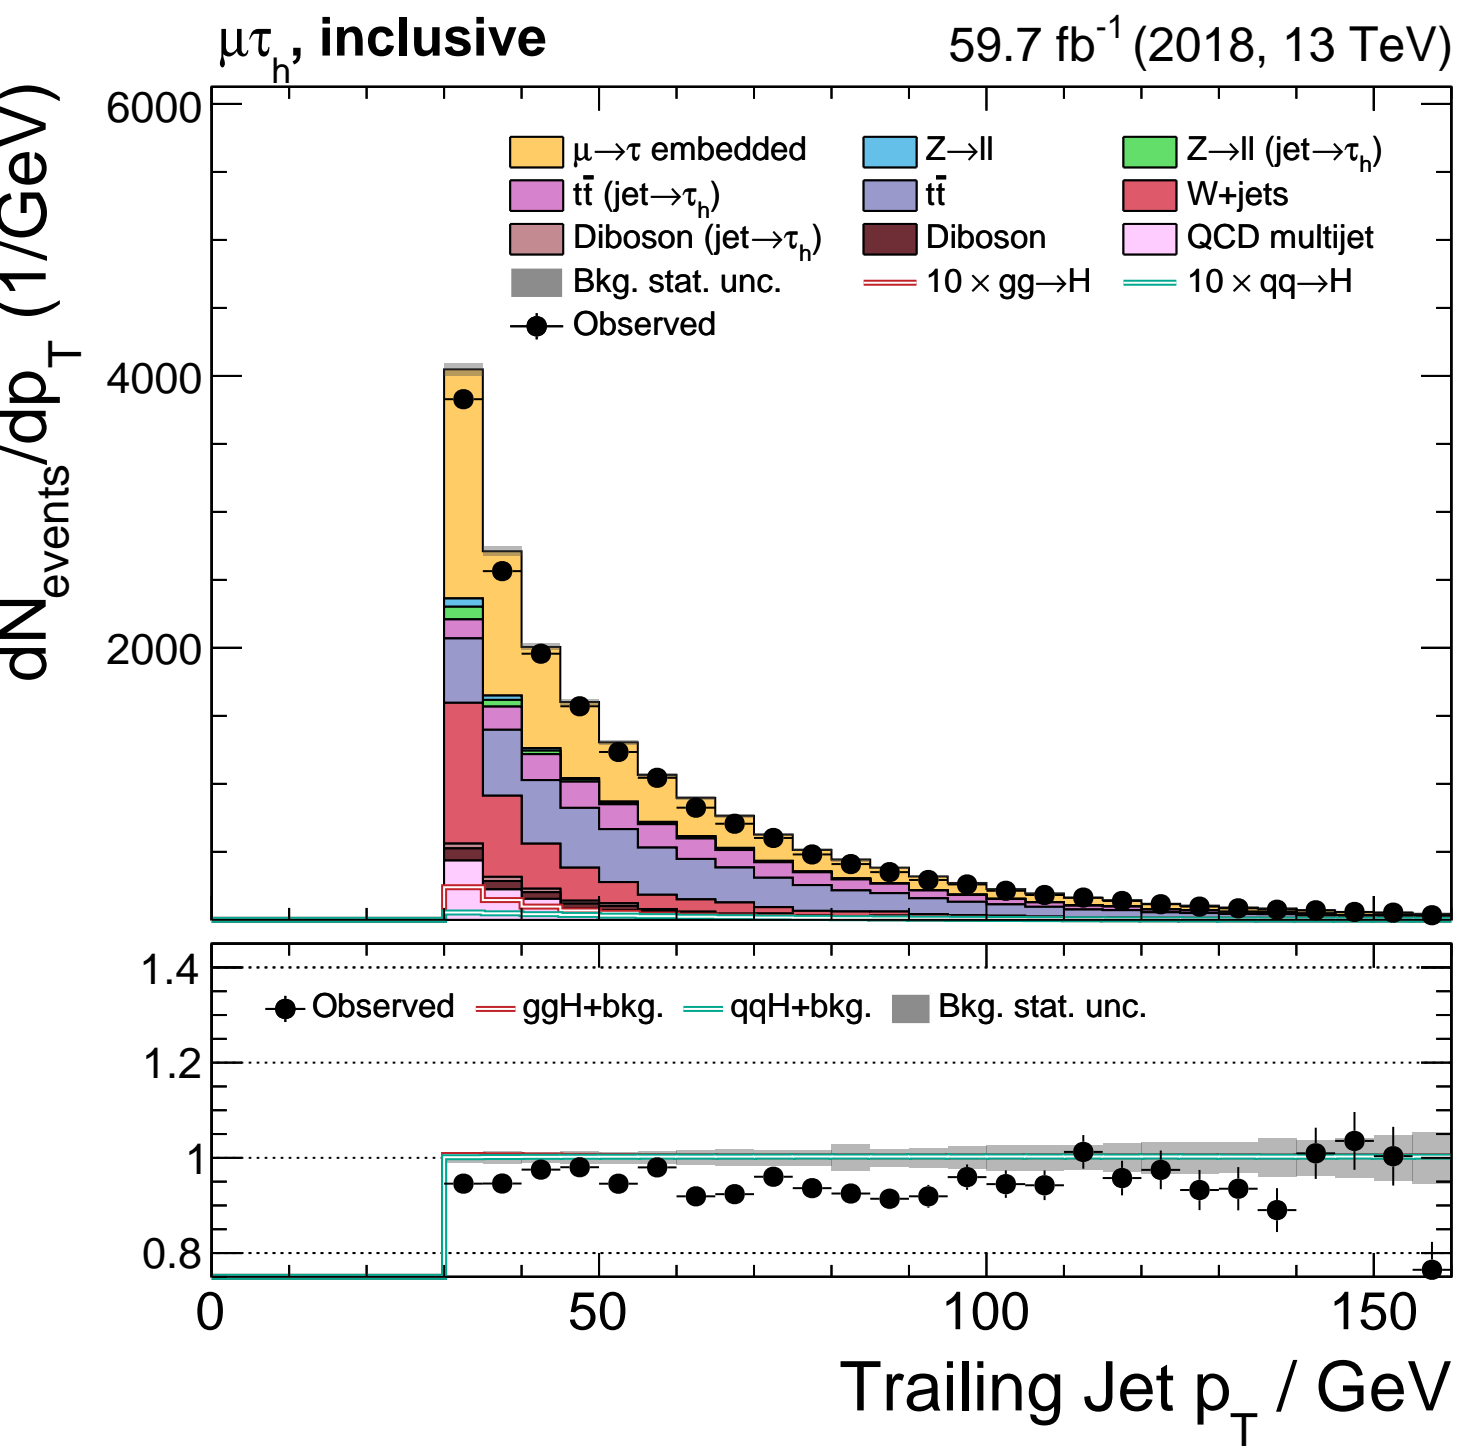 μτh, inclusive
59.7 fb-1 (2018, 13 TeV)
dNevents/dpT (1/GeV)
6000
4000
2000
μ→τ embedded
Z→ll
Z→ll (jet→τh)
tt̄ (jet→τh)
tt̄
W+jets
Diboson (jet→τh)
Diboson
QCD multijet
Bkg. stat. unc.
10 × gg→H
10 × qq→H
Observed
1.4
1.2
1
0.8
Observed
ggH+bkg.
qqH+bkg.
Bkg. stat. unc.
0
50
100
150
Trailing Jet pT / GeV